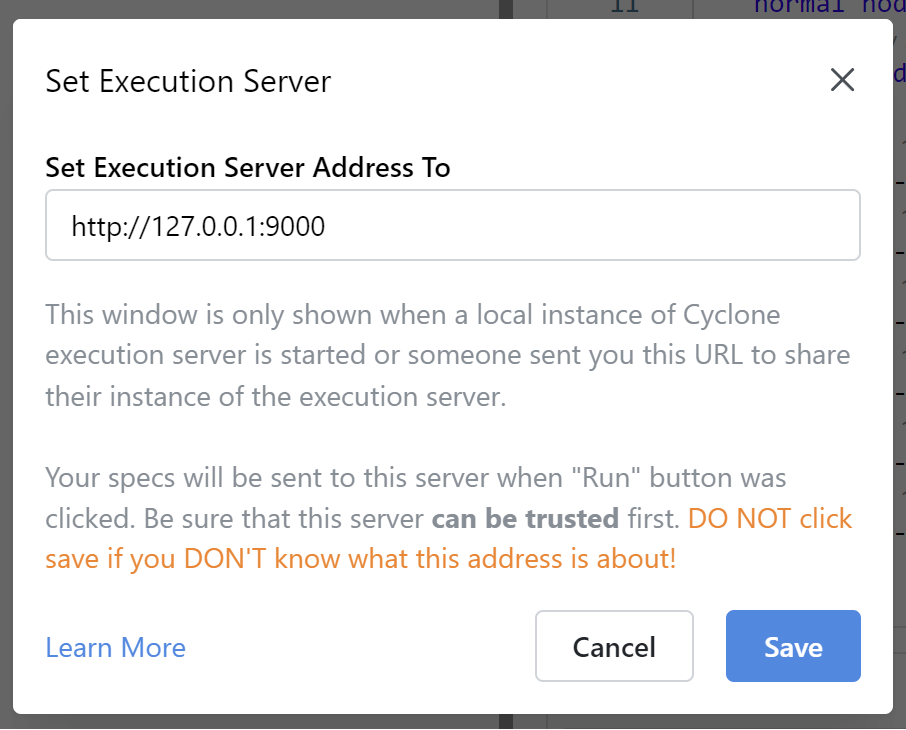 11 normal nod
Set Execution Server
Set Execution Server Address To
http://127.0.0.1:9000
This window is only shown when a local instance of Cyclone
execution server is started or someone sent you this URL to share
their instance of the execution server.
Your specs will be sent to this server when "Run" button was
clicked. Be sure that this server can be trusted first. DO NOT click
save if you DON'T know what this address is about!
Learn More
Cancel
Save